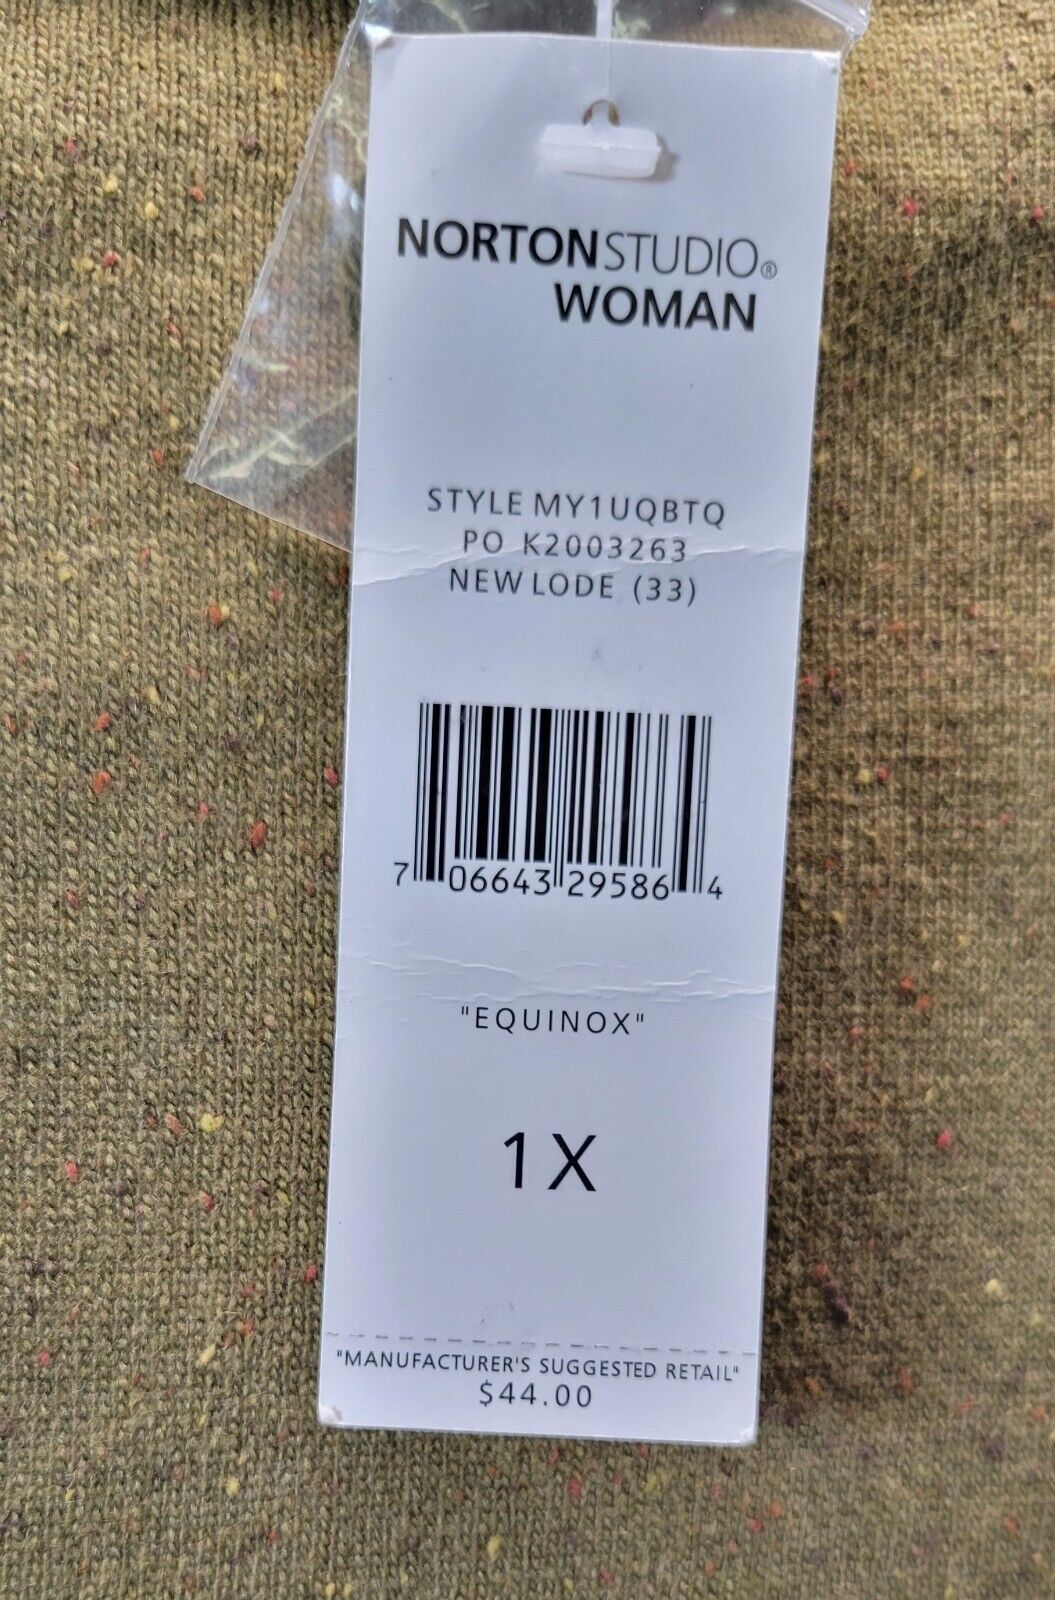 NORTONSTUDIO®
WOMAN
STYLE MY1UQBTQ
PO K2003263
NEW LODE (33)
7 06643 29586 4
"EQUINOX"
1X
"MANUFACTURER'S SUGGESTED RETAIL"
$44.00